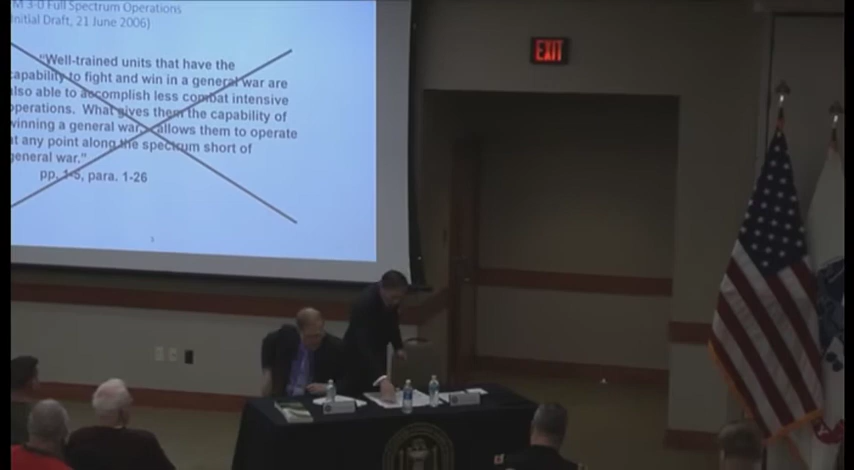 M 3-0 Full Spectrum Operations
nitial Draft, 21 June 2006)
"Well-trained units that have the
apability to fight and win in a general war are
lso able to accomplish less combat intensive
operations. What gives them the capability of
winning a general war, allows them to operate
t any point along the spectrum short of
general war."
pp. 1-5, para. 1-26
EXIT